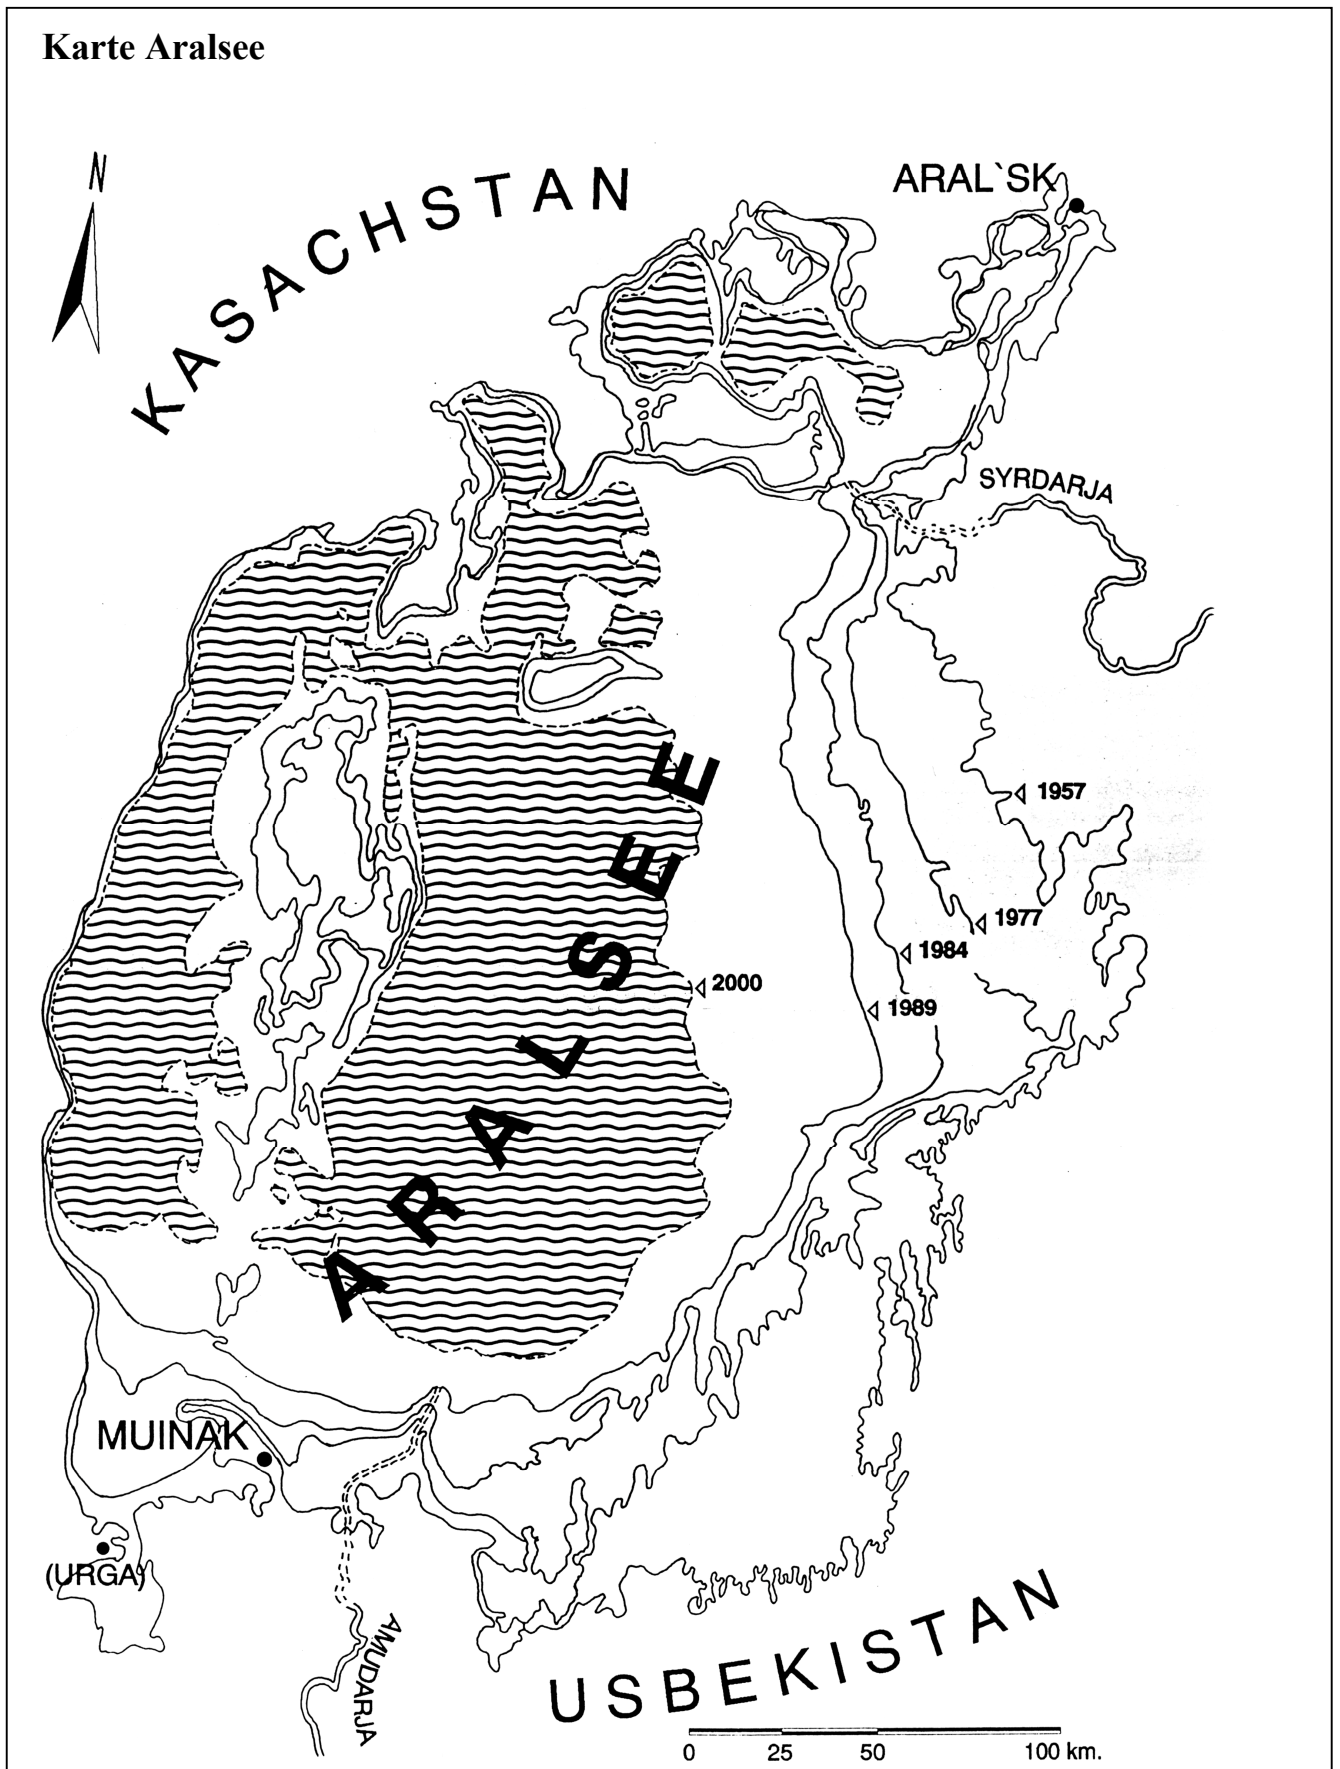 Karte Aralsee
N
KASACHSTAN
ARAL`SK
SYRDARJA
1957
1977
1984
2000
1989
ARALSEE
MUINAK
(URGA)
AMUDARJA
USBEKISTAN
0 25 50 100 km.